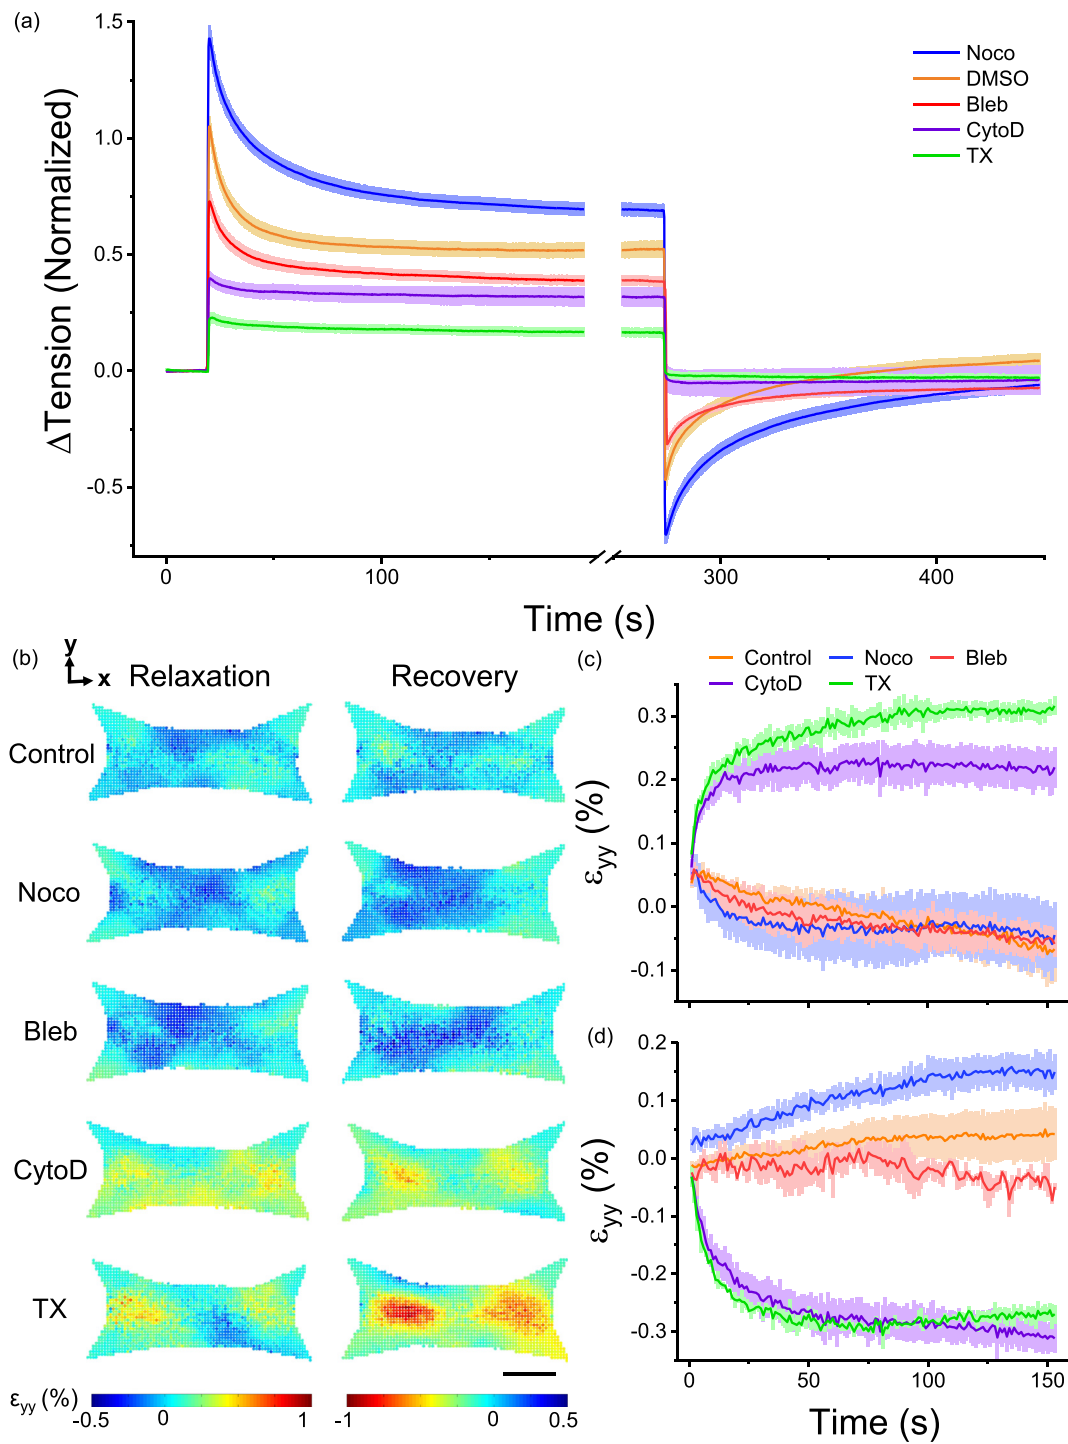 (a)
1.5
1.0
0.5
0.0
-0.5
ΔTension (Normalized)
Noco
DMSO
Bleb
CytoD
TX
0
100
300
400
Time (s)
(b)
y
x
Relaxation
Recovery
Control
Noco
Bleb
CytoD
TX
εyy (%)
-0.5
0
1
-1
0
0.5
(c)
Control
Noco
Bleb
CytoD
TX
0.3
0.2
0.1
0.0
-0.1
εyy (%)
(d)
0.2
0.1
0.0
-0.1
-0.2
-0.3
εyy (%)
0
50
100
150
Time (s)